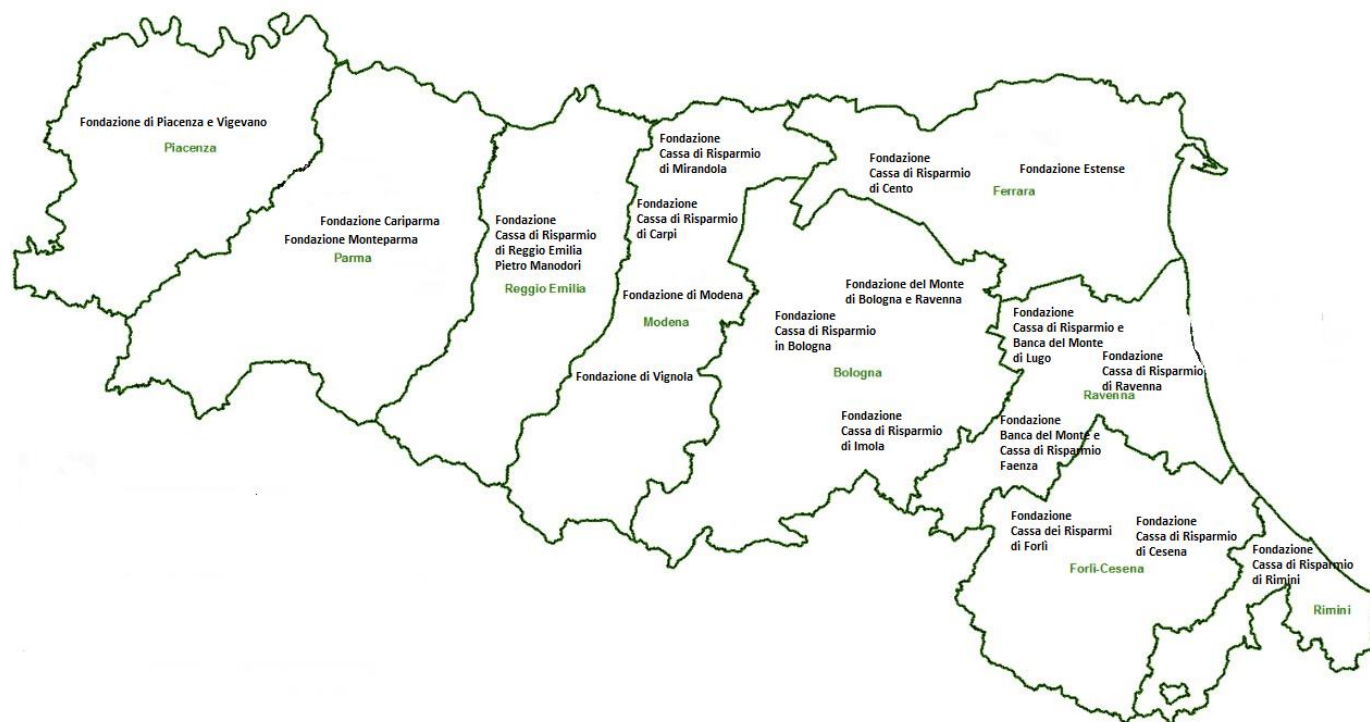 Fondazione di Piacenza e Vigevano
Piacenza
Fondazione Cariparma
Fondazione Monteparma
Parma
Fondazione
Cassa di Risparmio
di Reggio Emilia
Pietro Manodori
Reggio Emilia
Fondazione
Cassa di Risparmio
di Mirandola
Fondazione
Cassa di Risparmio
di Carpi
Fondazione di Modena
Modena
Fondazione di Vignola
Fondazione
Cassa di Risparmio
di Cento
Fondazione Estense
Ferrara
Fondazione del Monte
di Bologna e Ravenna
Fondazione
Cassa di Risparmio
in Bologna
Bologna
Fondazione
Cassa di Risparmio
di Imola
Fondazione
Cassa di Risparmio e
Banca del Monte
di Lugo
Fondazione
Cassa di Risparmio
di Ravenna
Ravenna
Fondazione
Banca del Monte e
Cassa di Risparmio
Faenza
Fondazione
Cassa dei Risparmi
di Forlì
Fondazione
Cassa di Risparmio
di Cesena
Forlì-Cesena
Fondazione
Cassa di Risparmio
di Rimini
Rimini